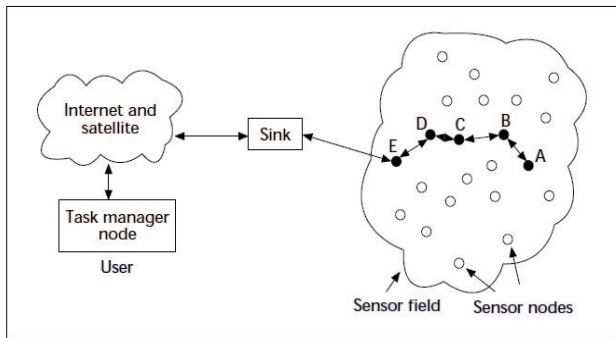 Internet and
satellite
Sink
Task manager
node
User
D
C
B
E
A
Sensor field
Sensor nodes